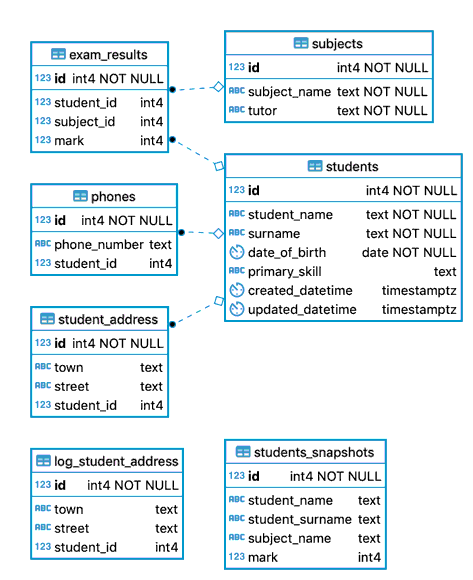 exam_results
123 id int4 NOT NULL
123 student_id int4
123 subject_id int4
123 mark int4
subjects
123 id int4 NOT NULL
ABC subject_name text NOT NULL
ABC tutor text NOT NULL
students
123 id int4 NOT NULL
ABC student_name text NOT NULL
ABC surname text NOT NULL
date_of_birth date NOT NULL
ABC primary_skill text
created_datetime timestamptz
updated_datetime timestamptz
phones
123 id int4 NOT NULL
ABC phone_number text
123 student_id int4
student_address
123 id int4 NOT NULL
ABC town text
ABC street text
123 student_id int4
log_student_address
123 id int4 NOT NULL
ABC town text
ABC street text
123 student_id int4
students_snapshots
123 id int4 NOT NULL
ABC student_name text
ABC student_surname text
ABC subject_name text
123 mark int4